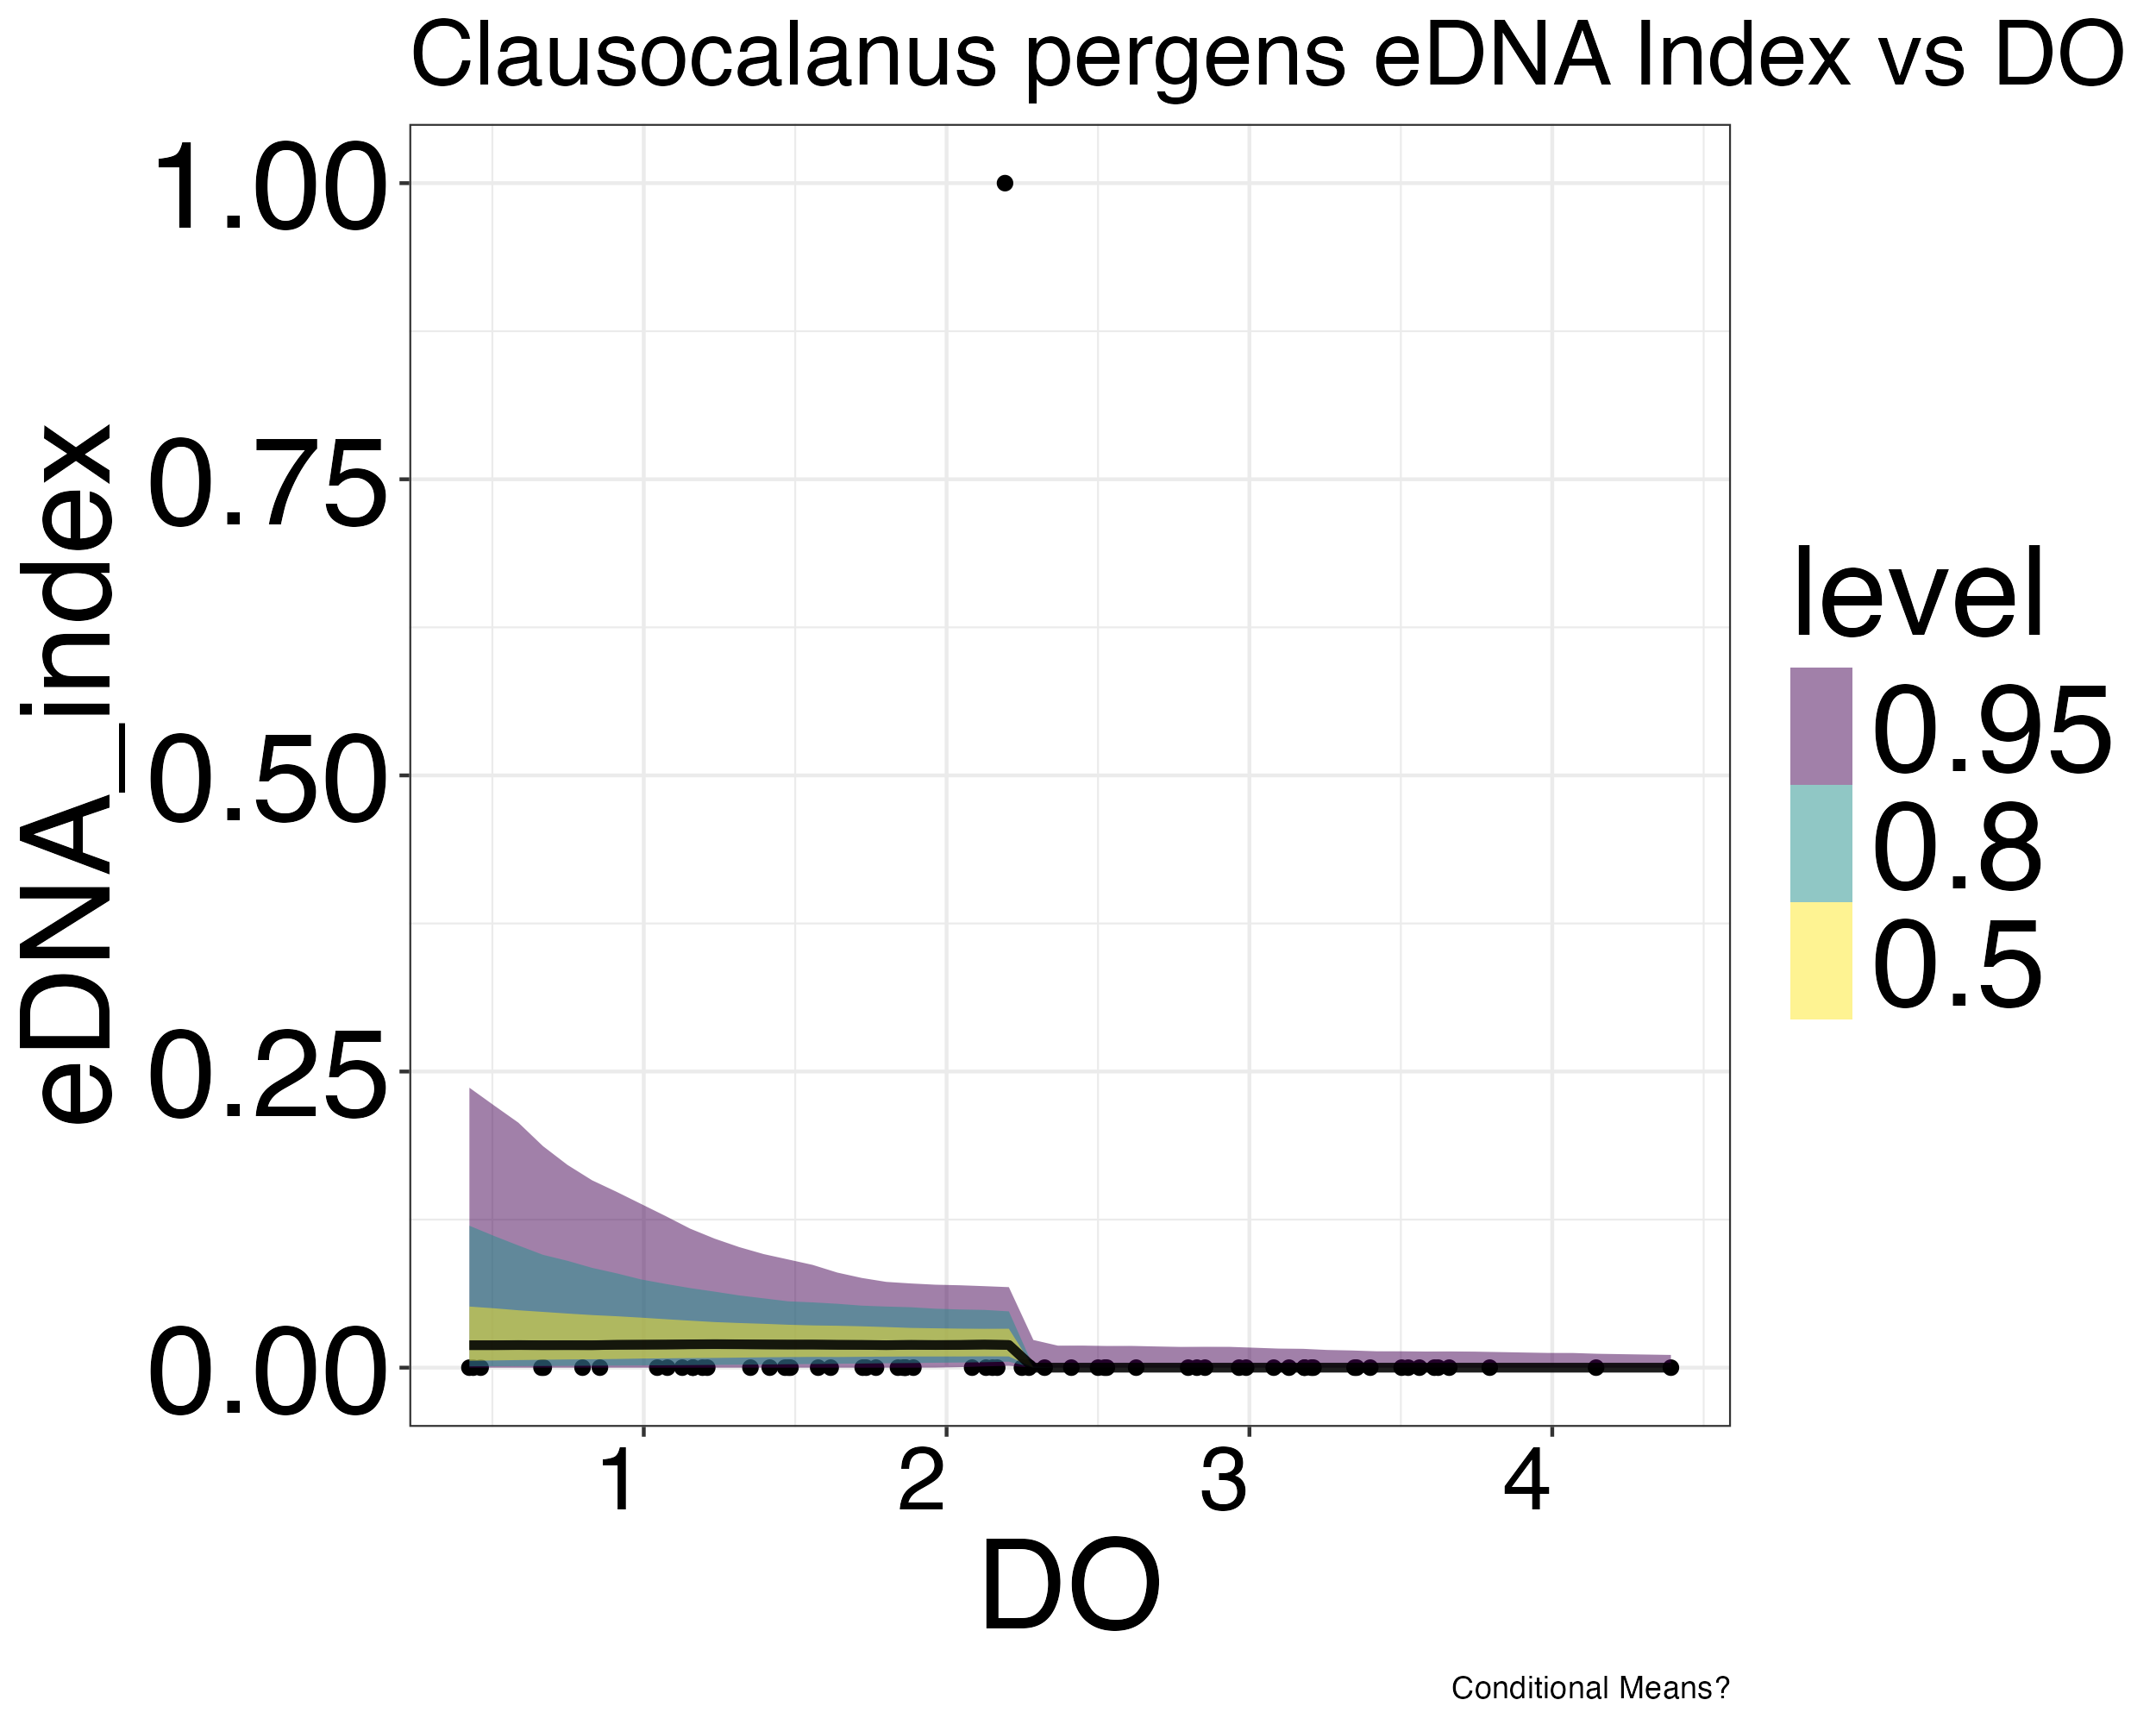 Clausocalanus pergens eDNA Index vs DO
eDNA_index
1.00
0.75
0.50
0.25
0.00
1 2 3 4
DO
level
0.95
0.8
0.5
Conditional Means?